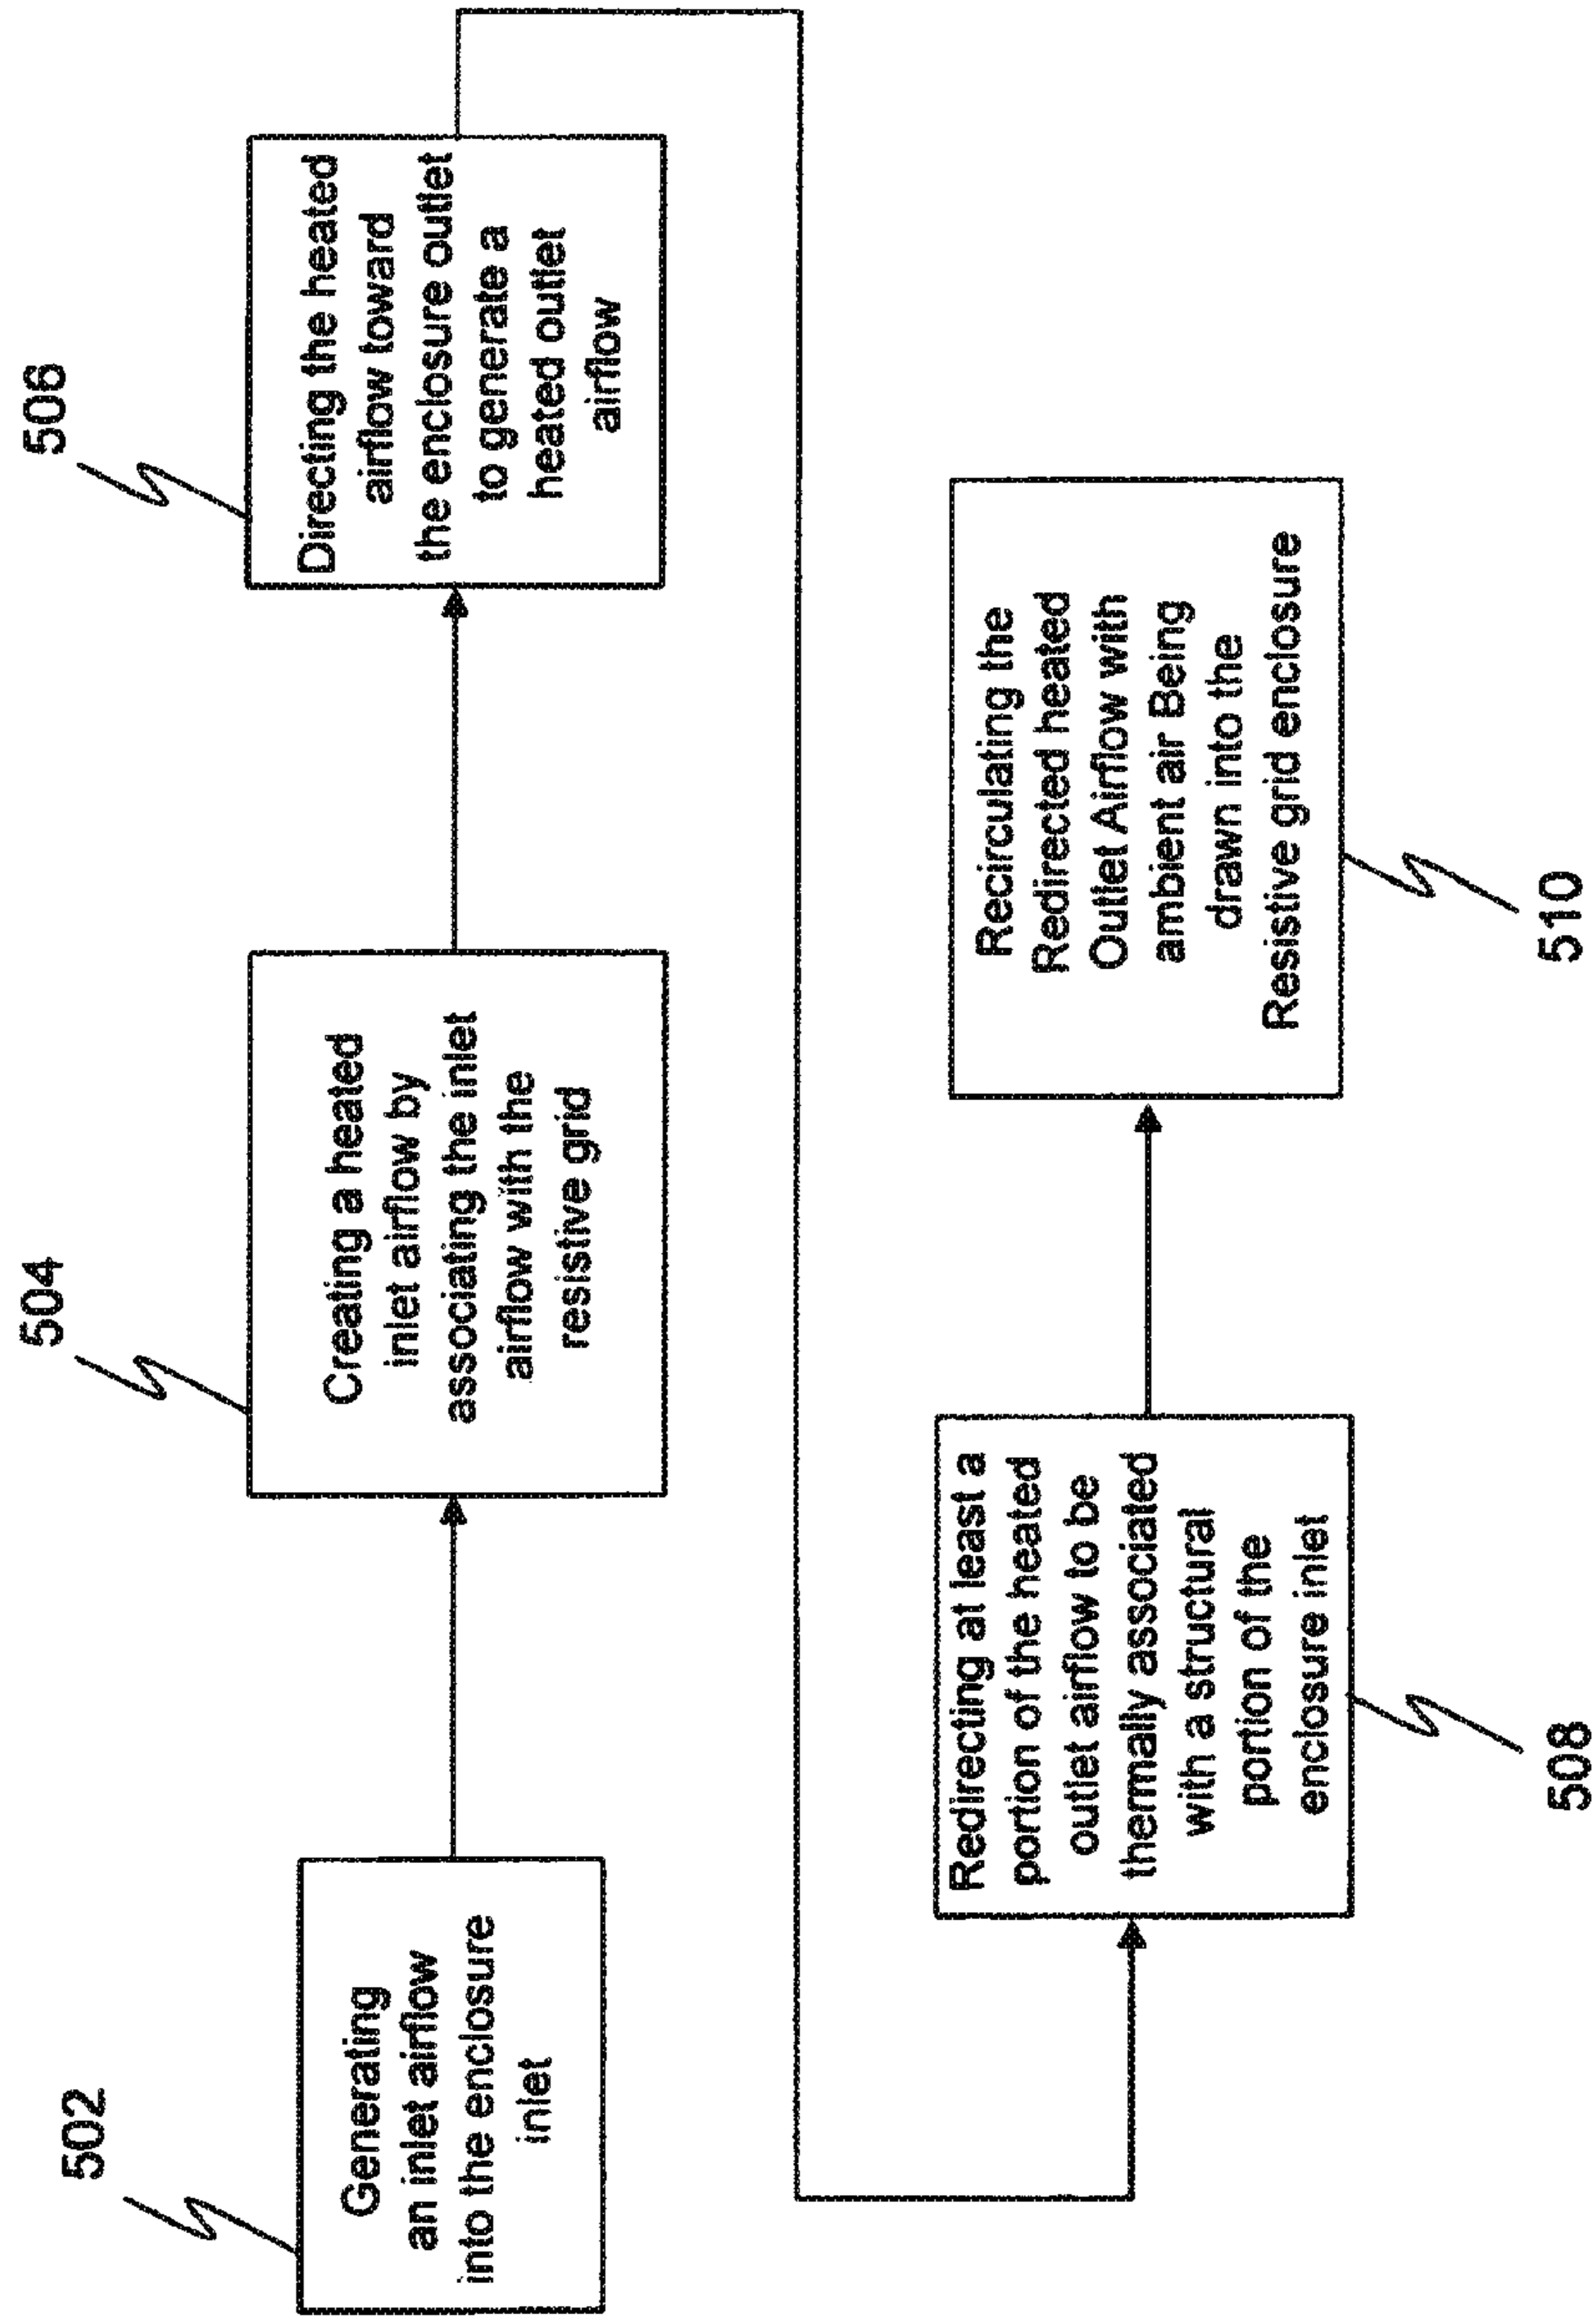 502
Generating
an inlet airflow
into the enclosure
inlet
504
Creating a heated
inlet airflow by
associating the inlet
airflow with the
resistive grid
506
Directing the heated
airflow toward
the enclosure outlet
to generate a
heated outlet
airflow
Redirecting at least a
portion of the heated
outlet airflow to be
thermally associated
with a structural
portion of the
enclosure inlet
508
Recirculating the
Redirected heated
Outlet Airflow with
ambient air Being
drawn into the
Resistive grid enclosure
510